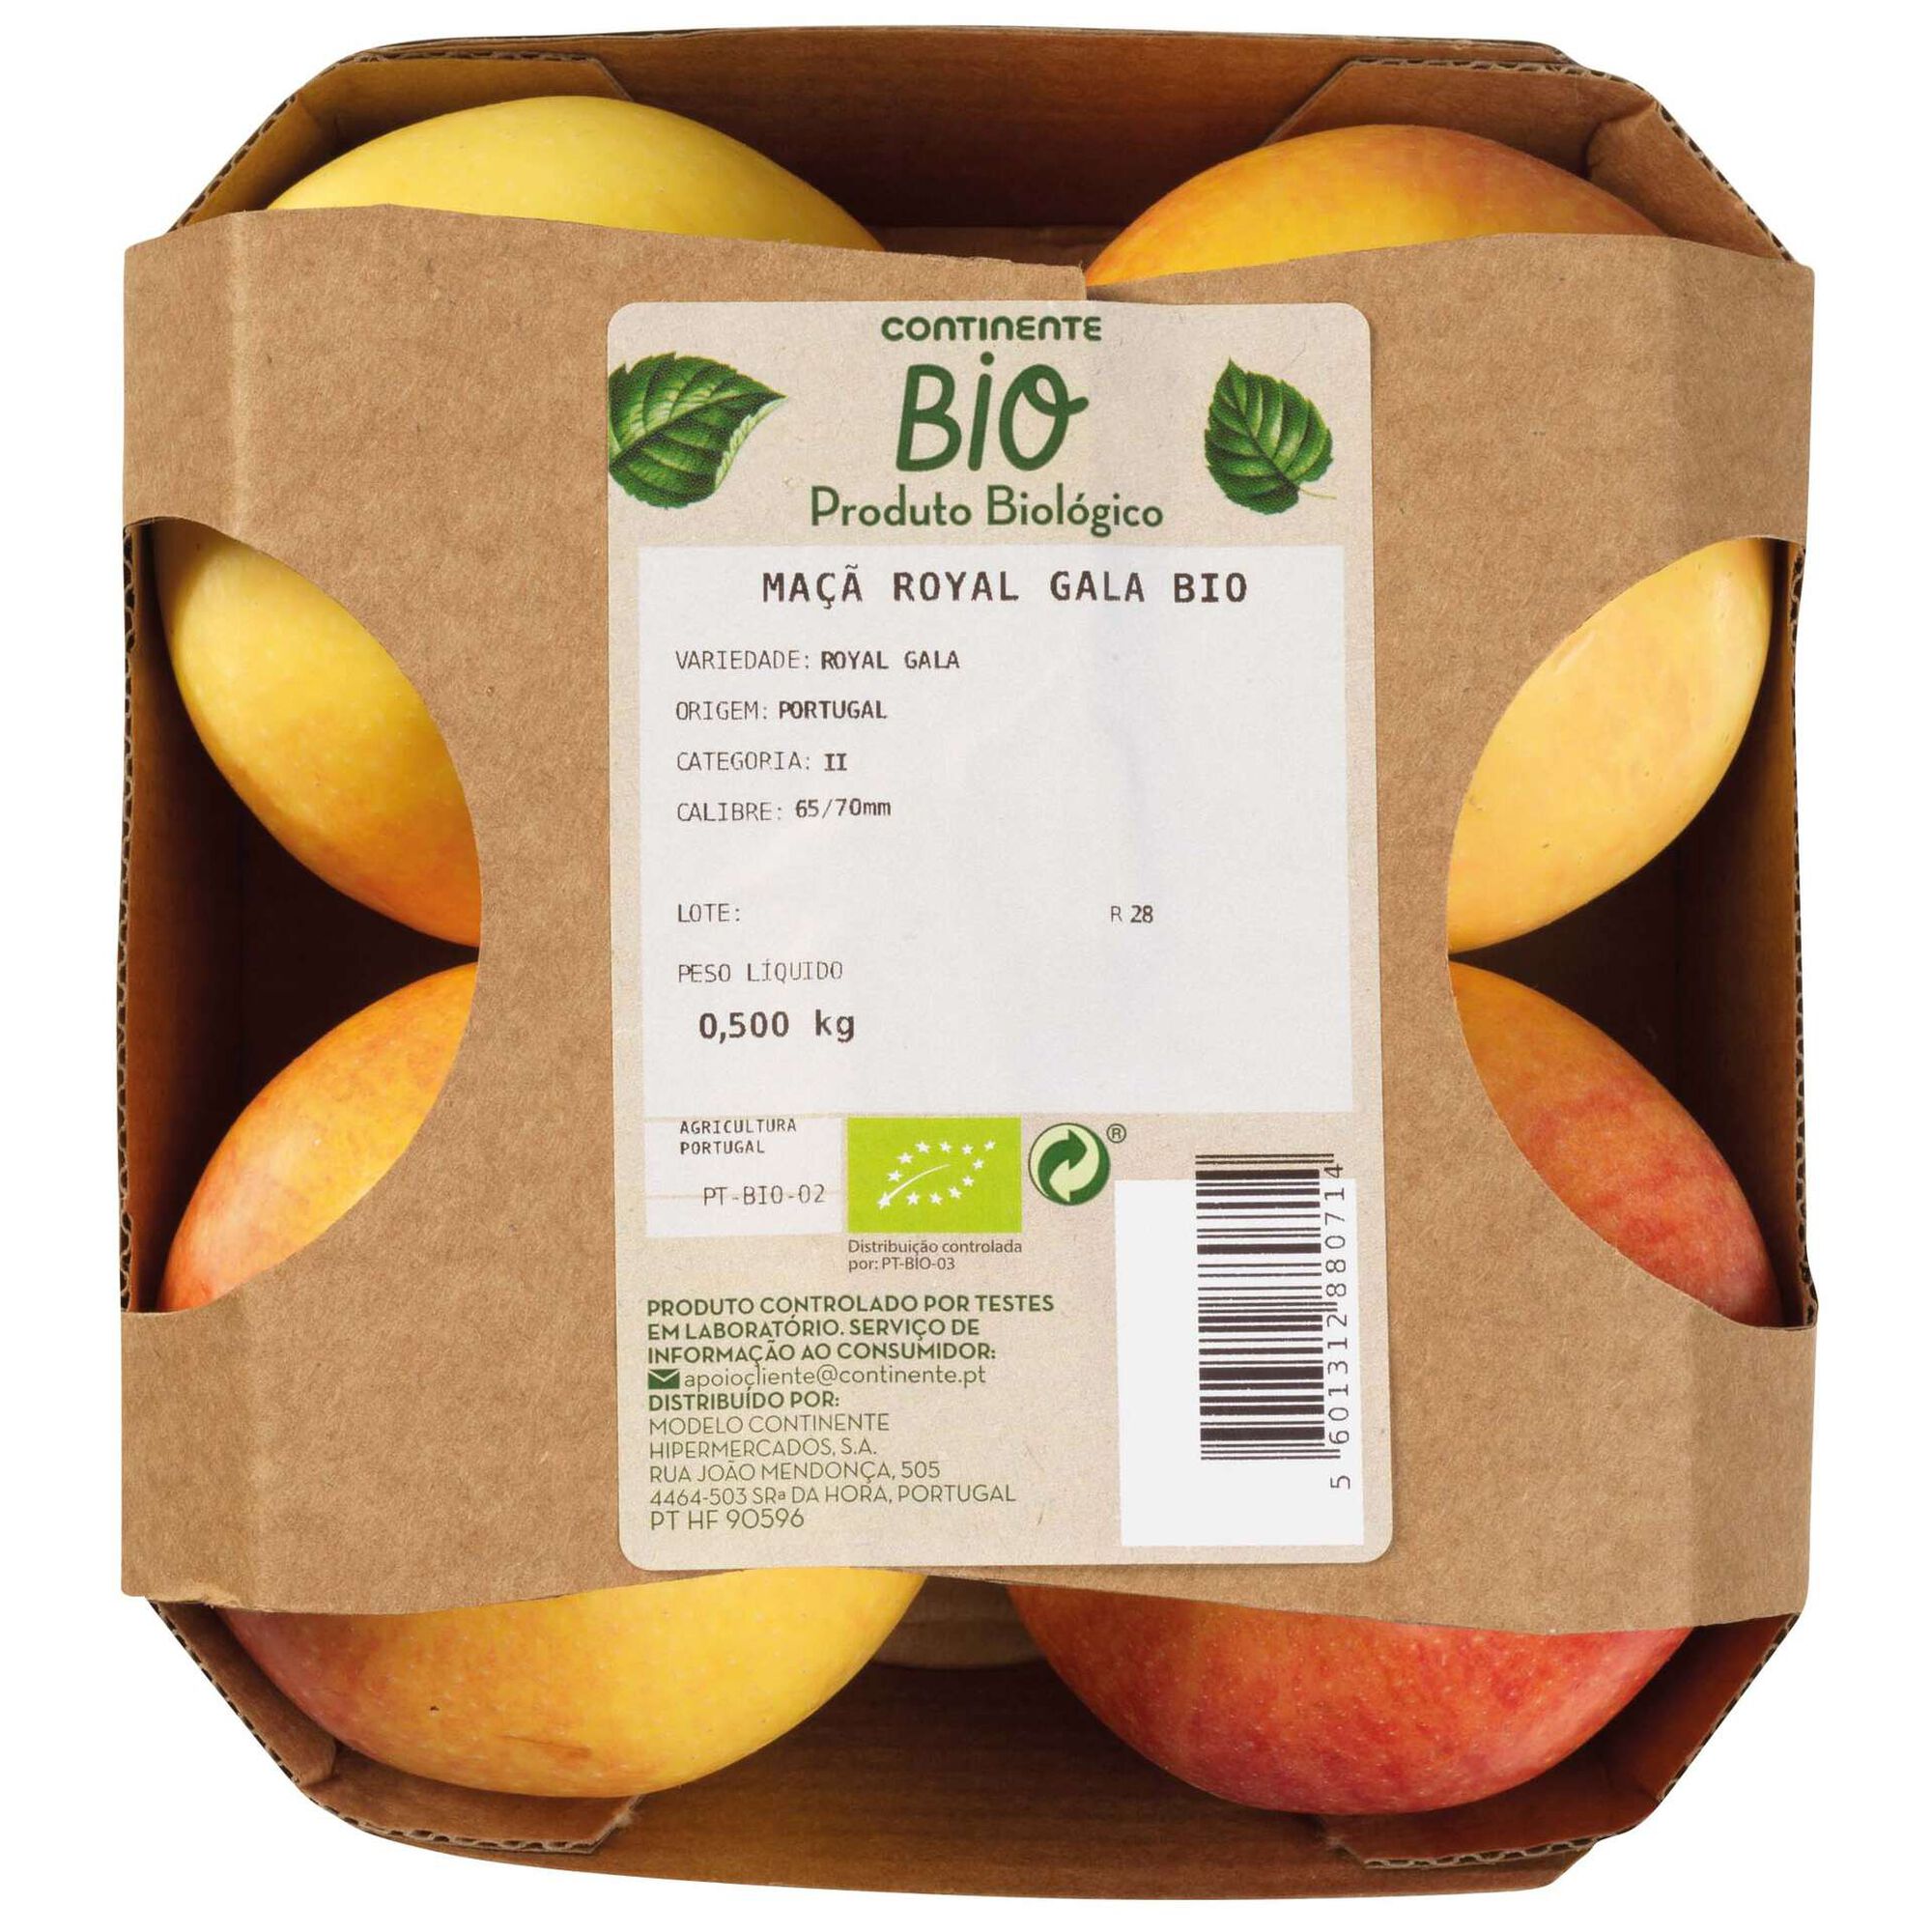 CONTINENTE
BiO
Produto Biológico
MAÇÃ ROYAL GALA BIO
VARIEDADE: ROYAL GALA
ORIGEM: PORTUGAL
CATEGORIA: II
CALIBRE: 65/70mm
LOTE: R 28
PESO LÍQUIDO
0,500 kg
AGRICULTURA
PORTUGAL
PT-BIO-02
®
Distribuição controlada
por: PT-BIO-03
PRODUTO CONTROLADO POR TESTES
EM LABORATÓRIO. SERVIÇO DE
INFORMAÇÃO AO CONSUMIDOR:
apoiocliente@continente.pt
DISTRIBUÍDO POR:
MODELO CONTINENTE
HIPERMERCADOS, S.A.
RUA JOÃO MENDONÇA, 505
4464-503 SRª DA HORA, PORTUGAL
PT HF 90596
5 601312 880714